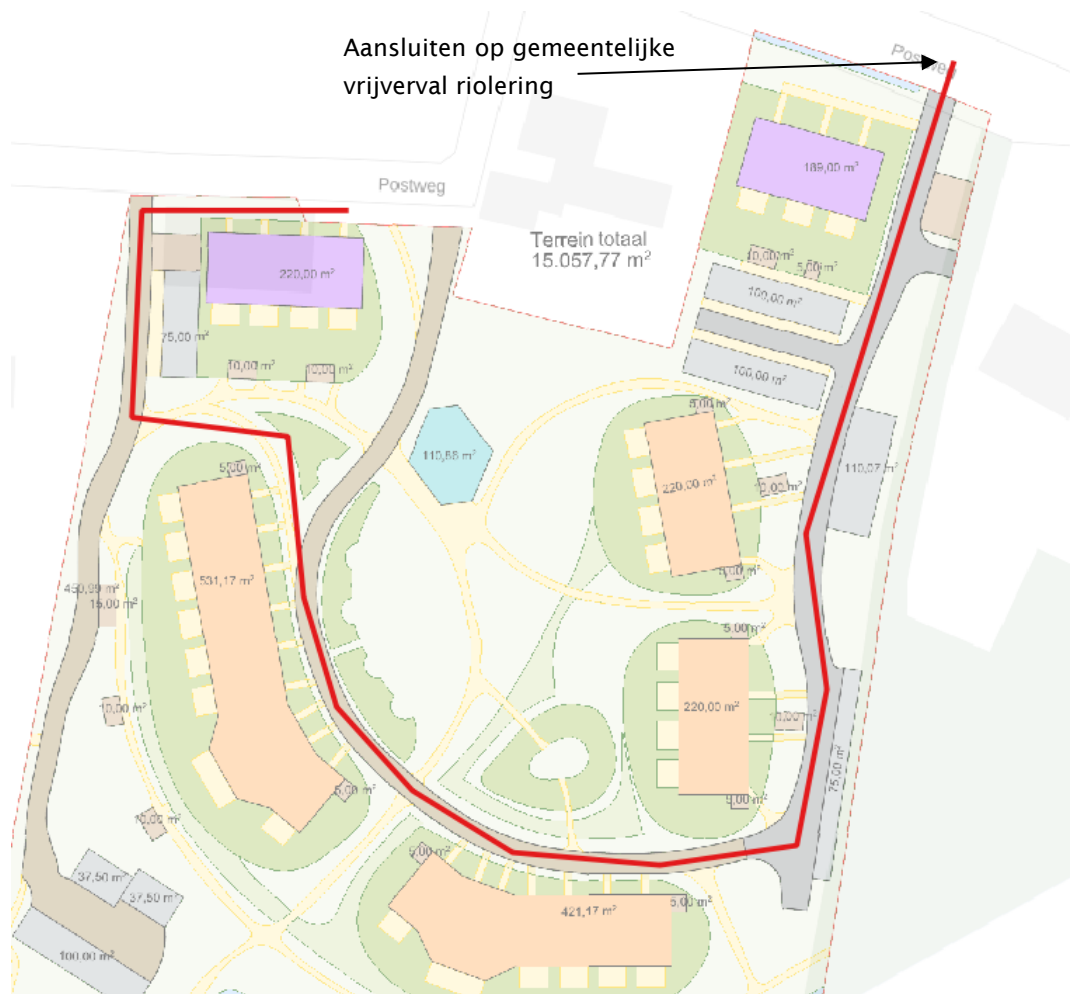 Aansluiten op gemeentelijke
vrijverval riolering
Postweg
189,00 m²
Postweg
Terrein totaal
15.057,77 m²
10,00 m²
5,00 m²
220,00 m²
100,00 m²
75,00 m²
10,00 m²
10,00 m²
100,00 m²
5,00 m²
110,66 m²
5,00 m²
110,07 m²
220,00 m²
10,00 m²
531,17 m²
5,00 m²
450,99 m²
15,00 m²
5,00 m²
10,00 m²
220,00 m²
10,00 m²
75,00 m²
5,00 m²
5,00 m²
10,00 m²
5,00 m²
37,50 m²
37,50 m²
5,00 m²
421,17 m²
100,00 m²